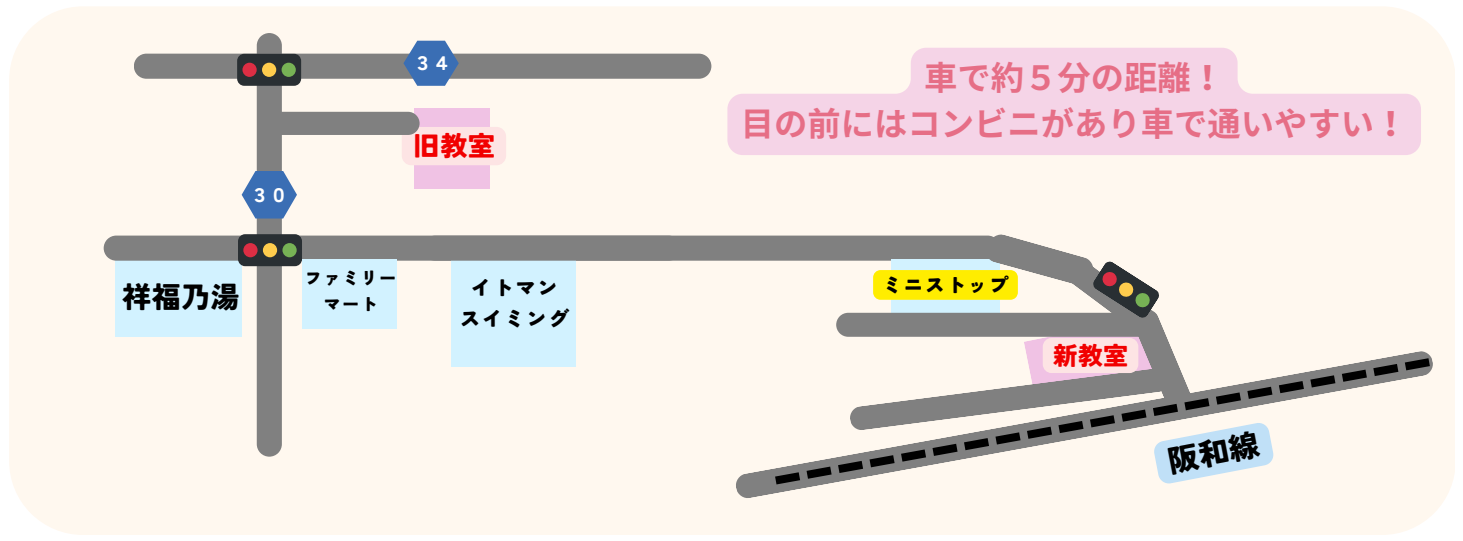 ３４
車で約５分の距離！
目の前にはコンビニがあり車で通いやすい！
旧教室
３０
祥福乃湯
ファミリー
マート
イトマン
スイミング
ミニストップ
新教室
阪和線